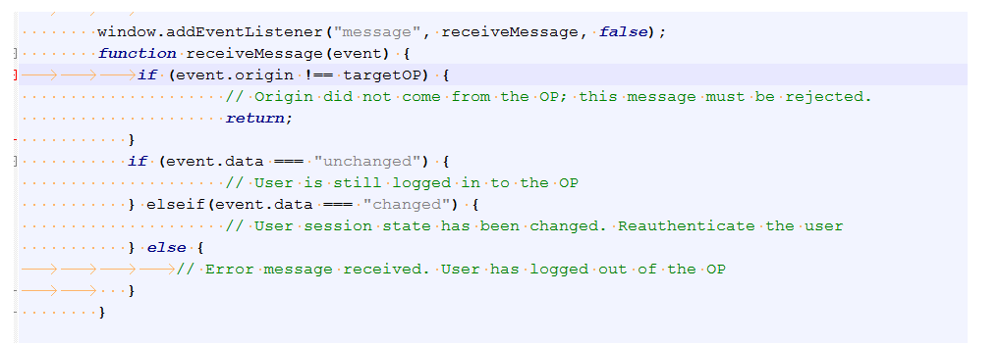 window.addEventListener("message", receiveMessage, false);
function receiveMessage(event) {
if (event.origin !== targetOP) {
// Origin did not come from the OP; this message must be rejected.
return;
}
if (event.data === "unchanged") {
// User is still logged in to the OP
} elseif(event.data === "changed") {
// User session state has been changed. Reauthenticate the user
} else {
// Error message received. User has logged out of the OP
}
}